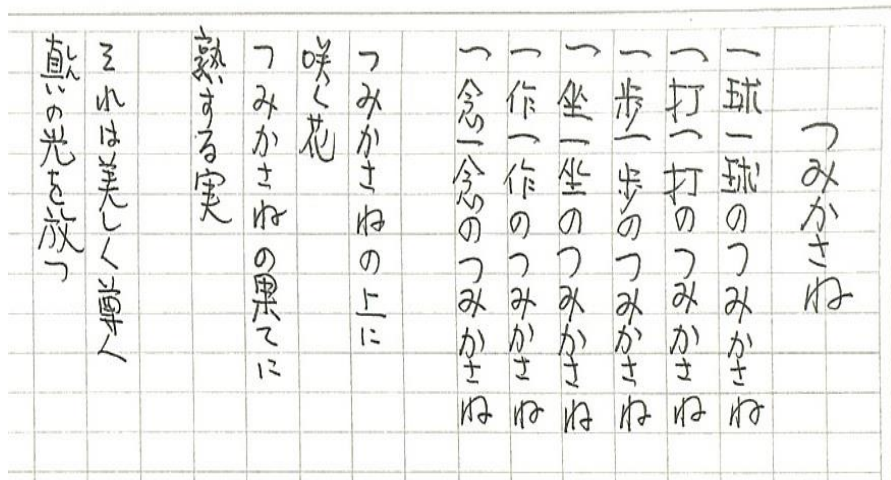 つみかさね
一球一球のつみかさね
一打一打のつみかさね
一歩一歩のつみかさね
一坐一坐のつみかさね
一作一作のつみかさね
一念一念のつみかさね
つみかさねの上に
咲く花
つみかさねの果てに
熟する実
それは美しく尊く
真の光を放つ